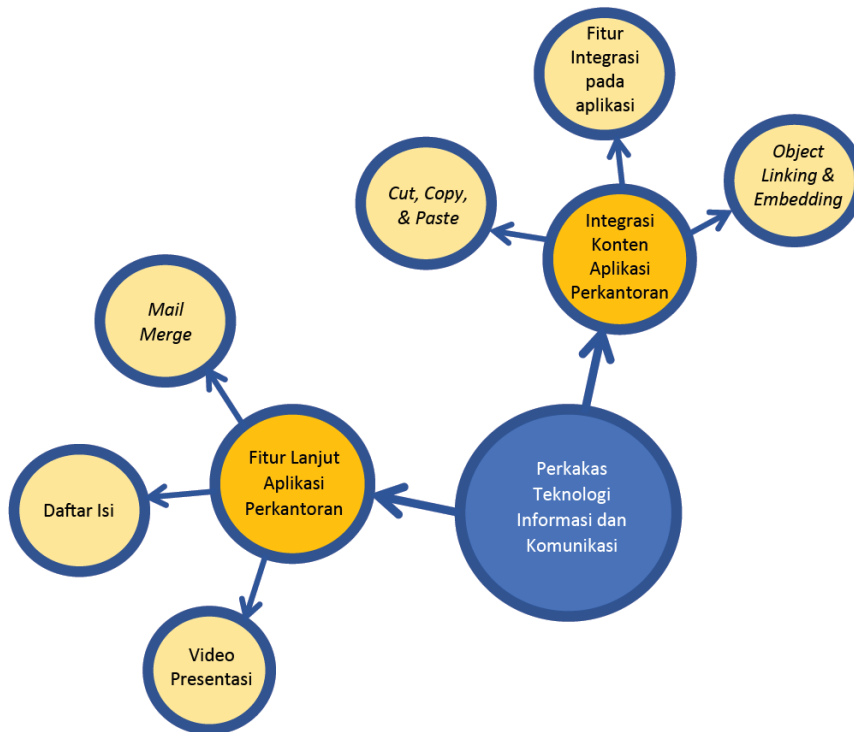 Fitur
Integrasi
pada
aplikasi
Object
Linking &
Embedding
Cut, Copy,
& Paste
Integrasi
Konten
Aplikasi
Perkantoran
Mail
Merge
Fitur Lanjut
Aplikasi
Perkantoran
Perkakas
Teknologi
Informasi dan
Komunikasi
Daftar Isi
Video
Presentasi